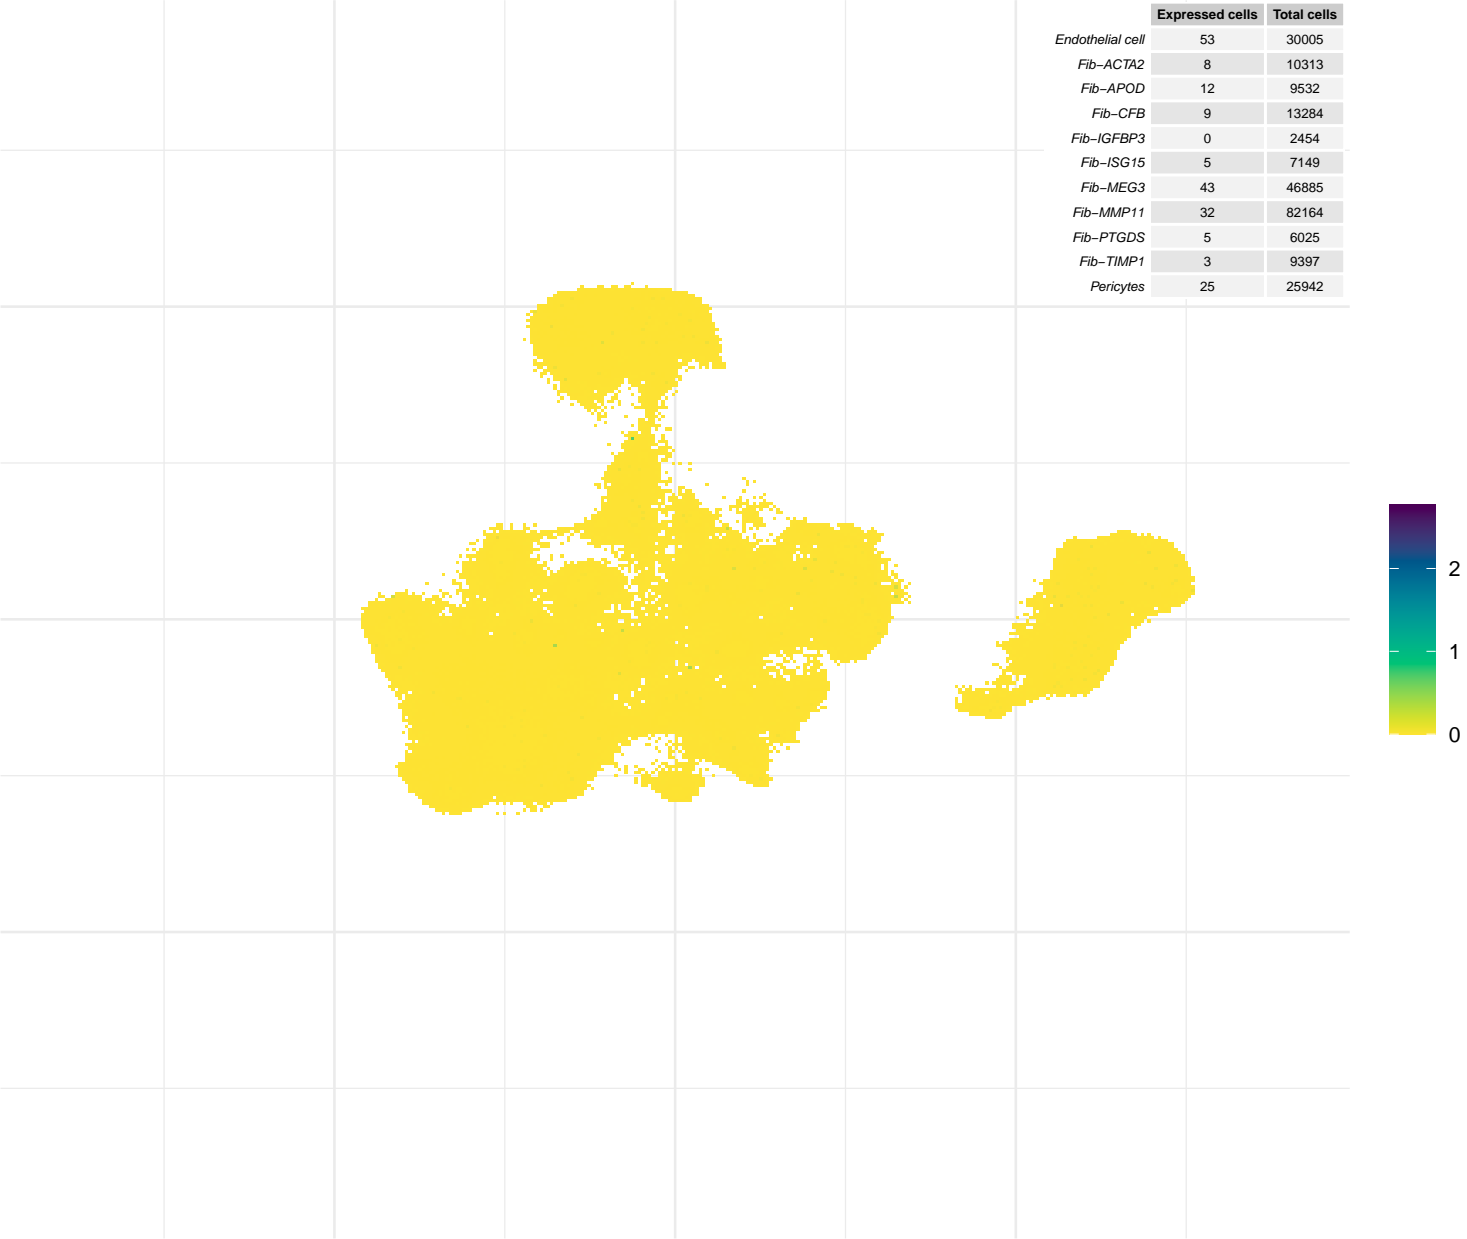 Expressed cells Total cells
Endothelial cell 53 30005
Fib−ACTA2 8 10313
Fib−APOD 12 9532
Fib−CFB 9 13284
Fib−IGFBP3 0 2454
Fib−ISG15 5 7149
Fib−MEG3 43 46885
Fib−MMP11 32 82164
Fib−PTGDS 5 6025
Fib−TIMP1 3 9397
Pericytes 25 25942
2
1
0